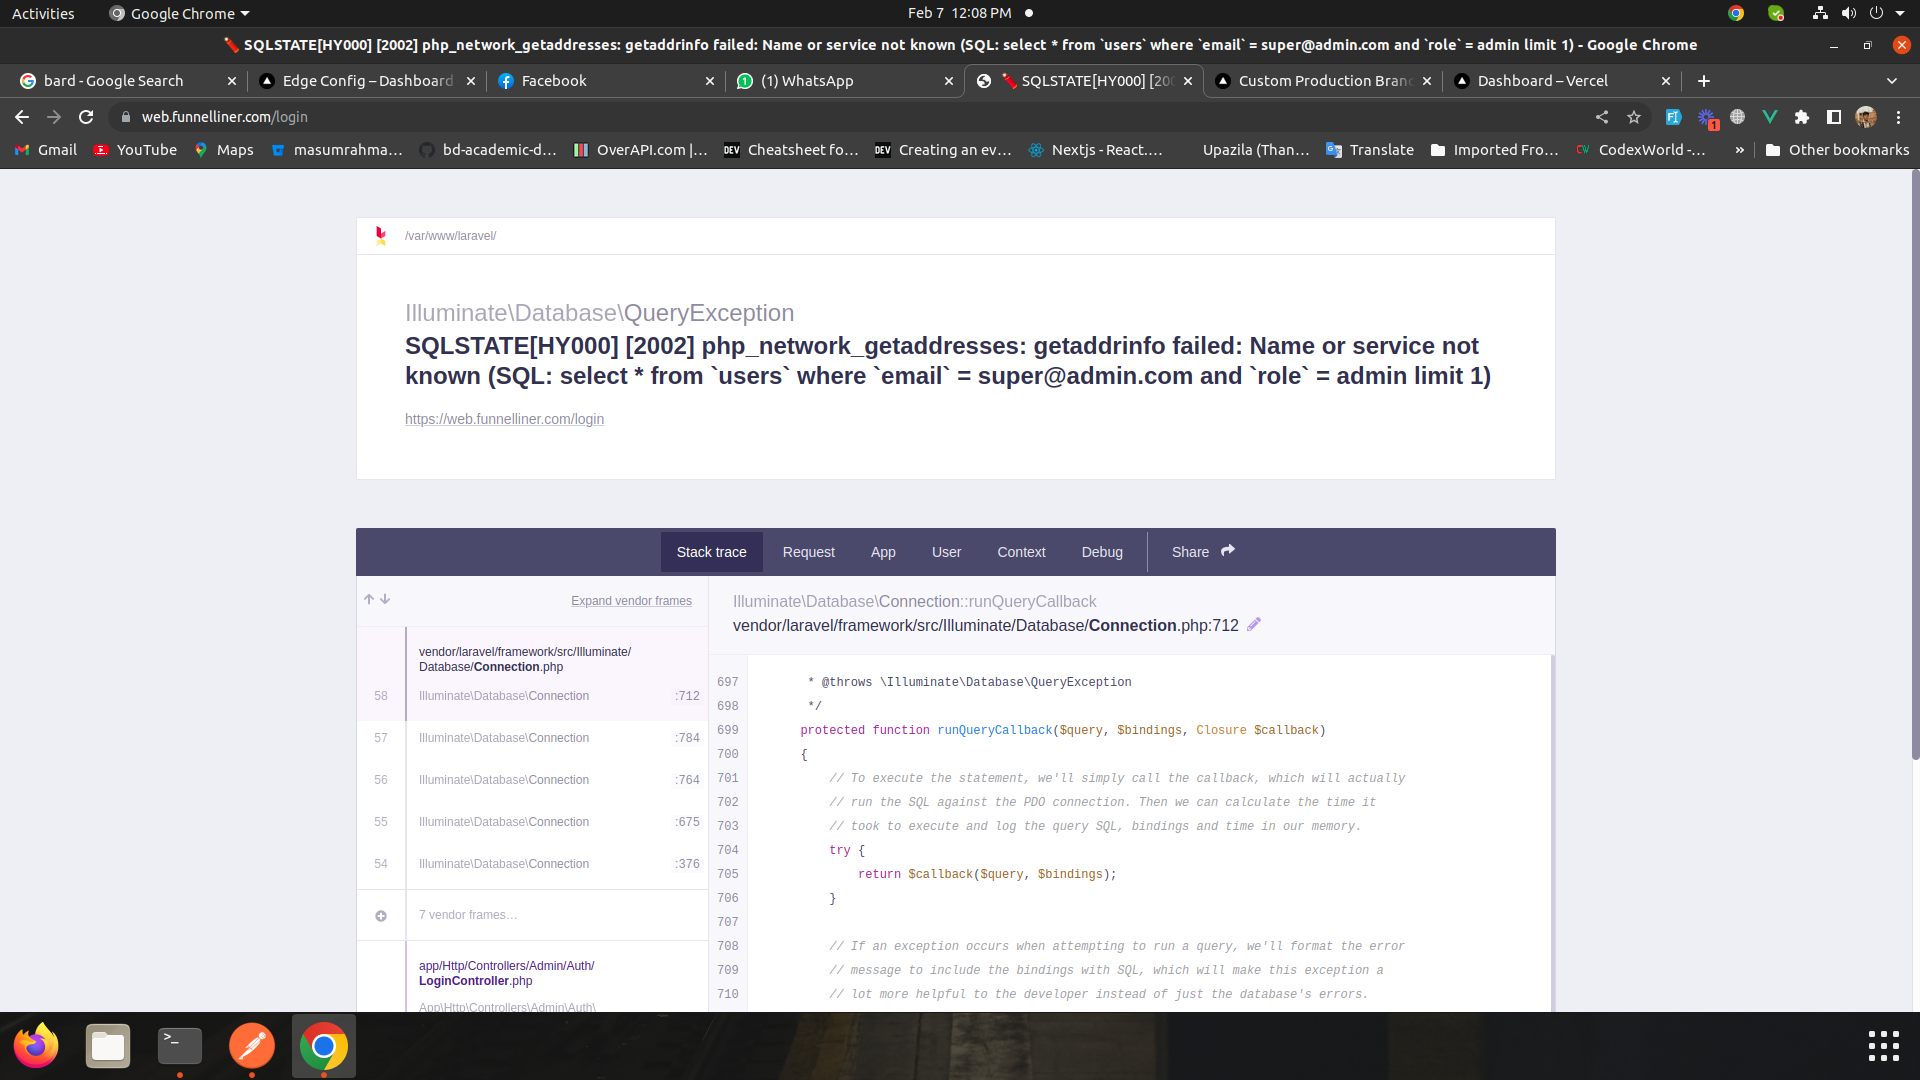 Activities
Google Chrome
Feb 7 12:08 PM
SQLSTATE[HY000] [2002] php_network_getaddresses: getaddrinfo failed: Name or service not known (SQL: select * from `users` where `email` = super@admin.com and `role` = admin limit 1) - Google Chrome
bard - Google Search
Edge Config – Dashboard
Facebook
(1) WhatsApp
SQLSTATE[HY000] [200
Custom Production Bran
Dashboard – Vercel
web.funnelliner.com/login
1
Gmail
YouTube
Maps
masumrahma…
bd-academic-d…
OverAPI.com |…
DEV Cheatsheet fo…
DEV Creating an ev…
Nextjs - React.…
Upazila (Than…
Translate
Imported Fro…
CW CodexWorld -…
»
Other bookmarks
/var/www/laravel/
Illuminate\Database\QueryException
SQLSTATE[HY000] [2002] php_network_getaddresses: getaddrinfo failed: Name or service not
known (SQL: select * from `users` where `email` = super@admin.com and `role` = admin limit 1)
https://web.funnelliner.com/login
Stack trace
Request
App
User
Context
Debug
Share
Expand vendor frames
vendor/laravel/framework/src/Illuminate/
Database/Connection.php
58 Illuminate\Database\Connection :712
57 Illuminate\Database\Connection :784
56 Illuminate\Database\Connection :764
55 Illuminate\Database\Connection :675
54 Illuminate\Database\Connection :376
7 vendor frames…
app/Http/Controllers/Admin/Auth/
LoginController.php
App\Http\Controllers\Admin\Auth\
Illuminate\Database\Connection::runQueryCallback
vendor/laravel/framework/src/Illuminate/Database/Connection.php:712
697 * @throws \Illuminate\Database\QueryException
698 */
699 protected function runQueryCallback($query, $bindings, Closure $callback)
700 {
701 // To execute the statement, we'll simply call the callback, which will actually
702 // run the SQL against the PDO connection. Then we can calculate the time it
703 // took to execute and log the query SQL, bindings and time in our memory.
704 try {
705 return $callback($query, $bindings);
706 }
707
708 // If an exception occurs when attempting to run a query, we'll format the error
709 // message to include the bindings with SQL, which will make this exception a
710 // lot more helpful to the developer instead of just the database's errors.